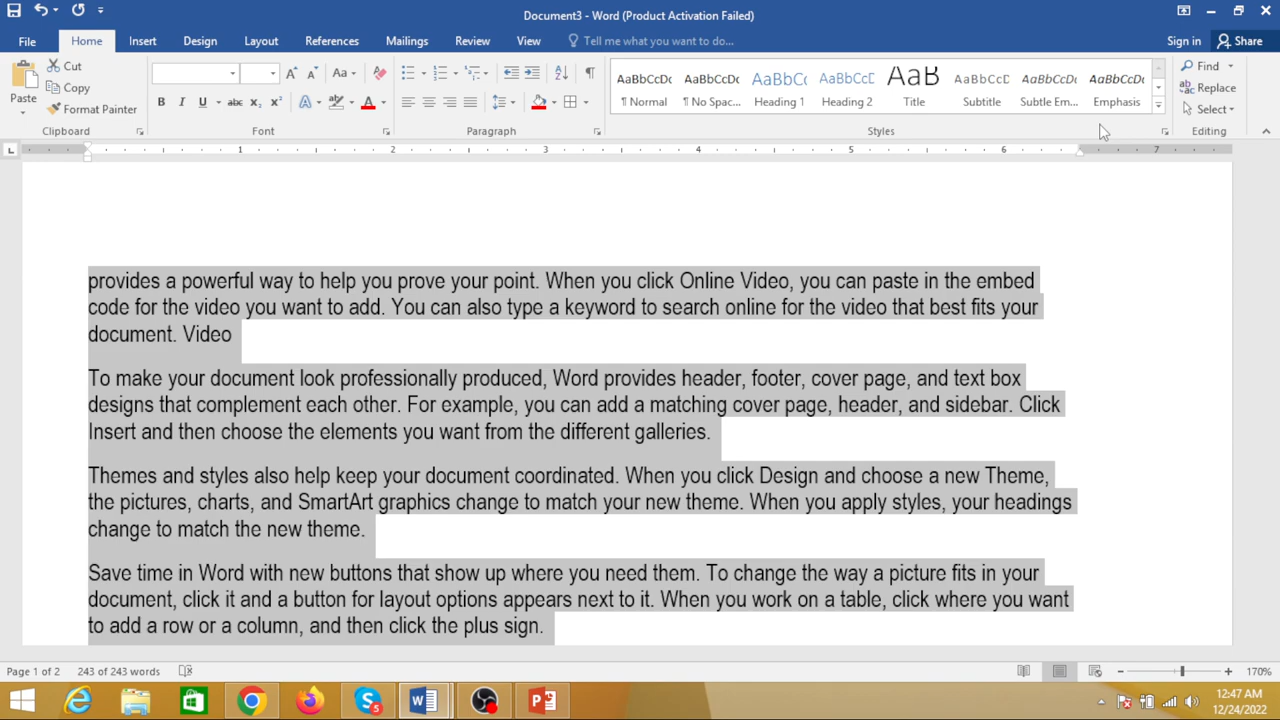 Document3 - Word (Product Activation Failed)
File Home Insert Design Layout References Mailings Review View Tell me what you want to do... Sign in Share
Cut
Copy
Format Painter
Paste
Clipboard
Font
Paragraph
AaBbCcDc AaBbCcDc AaBbCc AaBbCcD AaB AaBbCcD AaBbCcDc AaBbCcDc
¶ Normal ¶ No Spac... Heading 1 Heading 2 Title Subtitle Subtle Em... Emphasis
Styles
Find
Replace
Select
Editing
1 2 3 4 5 6 7
provides a powerful way to help you prove your point. When you click Online Video, you can paste in the embed
code for the video you want to add. You can also type a keyword to search online for the video that best fits your
document. Video
To make your document look professionally produced, Word provides header, footer, cover page, and text box
designs that complement each other. For example, you can add a matching cover page, header, and sidebar. Click
Insert and then choose the elements you want from the different galleries.
Themes and styles also help keep your document coordinated. When you click Design and choose a new Theme,
the pictures, charts, and SmartArt graphics change to match your new theme. When you apply styles, your headings
change to match the new theme.
Save time in Word with new buttons that show up where you need them. To change the way a picture fits in your
document, click it and a button for layout options appears next to it. When you work on a table, click where you want
to add a row or a column, and then click the plus sign.
Page 1 of 2 243 of 243 words 170%
12:47 AM
12/24/2022